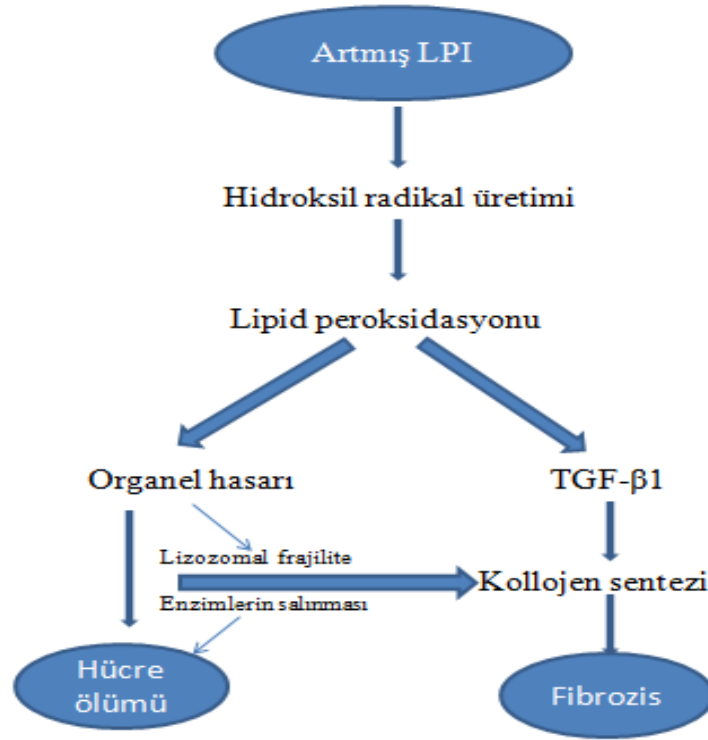 Artmış LPI
Hidroksil radikal üretimi
Lipid peroksidasyonu
Organel hasarı
TGF-β1
Lizozomal frajilite
Kollojen sentezi
Enzimlerin salınması
Hücre
ölümü
Fibrozis